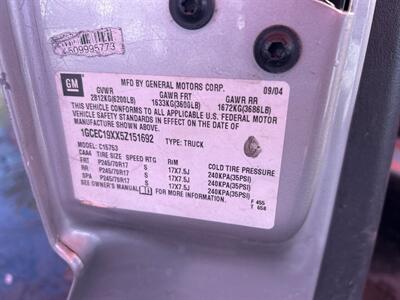 4609995773
GM
MFD BY GENERAL MOTORS CORP. 09/04
GVWR GAWR FRT GAWR RR
2812KG(6200LB) 1633KG(3600LB) 1672KG(3686LB)
THIS VEHICLE CONFORMS TO ALL APPLICABLE U.S. FEDERAL MOTOR
VEHICLE SAFETY STANDARDS IN EFFECT ON THE DATE OF
MANUFACTURE SHOWN ABOVE.
1GCEC19XX5Z151692 TYPE: TRUCK
MODEL: C15753
CAA4 TIRE SIZE SPEED RTG RIM COLD TIRE PRESSURE
FRT P245/70R17 S 17X7.5J 240KPA(35PSI)
RR P245/70R17 S 17X7.5J 240KPA(35PSI)
SPA P245/70R17 S 17X7.5J 240KPA(35PSI)
SEE OWNER'S MANUAL FOR MORE INFORMATION.
F 455
T 654